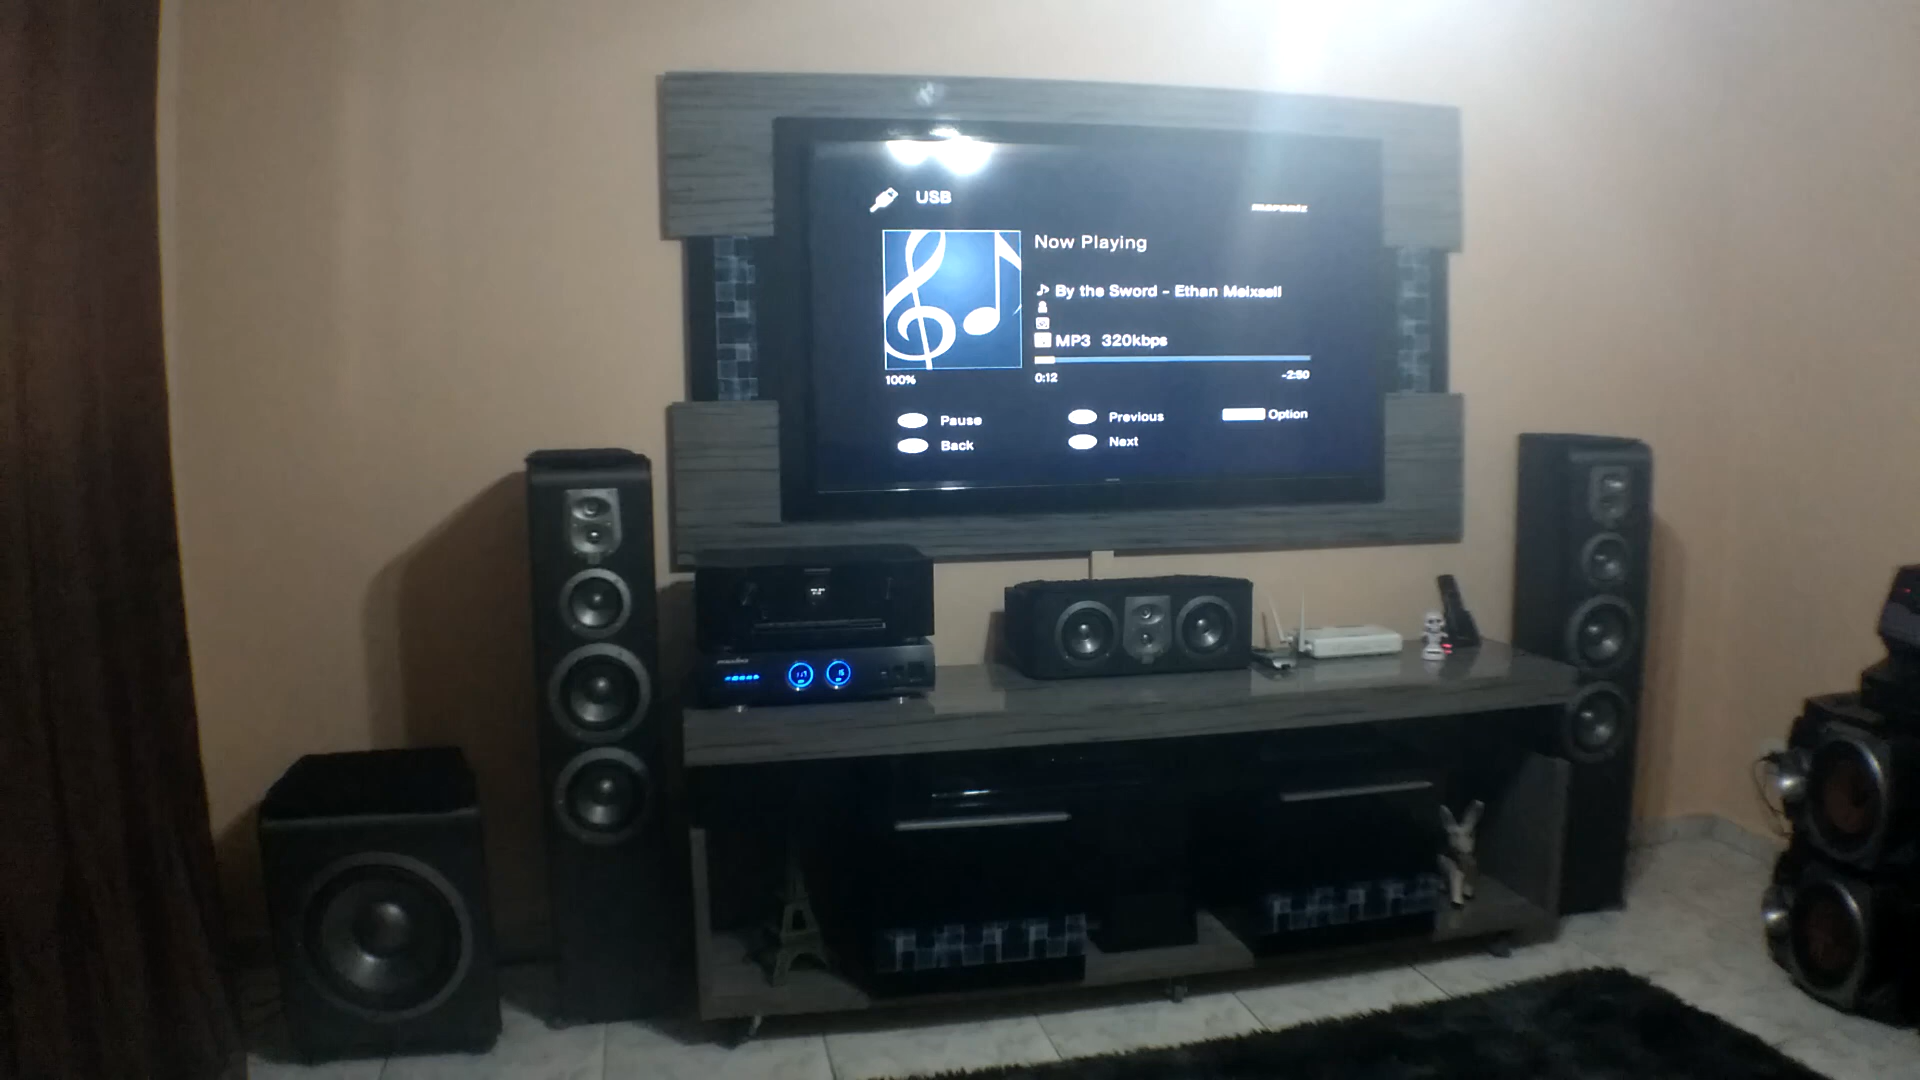 USB
marantz
Now Playing
By the Sword - Ethan Meixsell
MP3 320kbps
100%
0:12
-2:50
Pause
Previous
Option
Back
Next